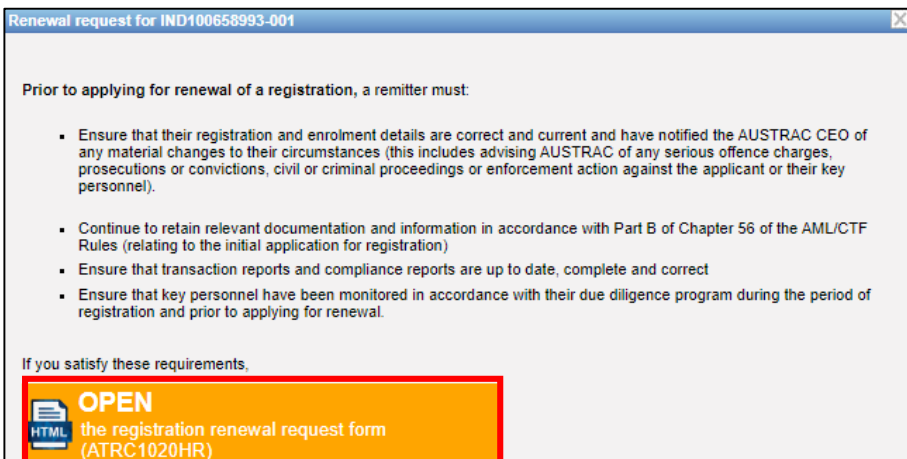 Renewal request for IND100658993-001
Prior to applying for renewal of a registration, a remitter must:
▪ Ensure that their registration and enrolment details are correct and current and have notified the AUSTRAC CEO of
any material changes to their circumstances (this includes advising AUSTRAC of any serious offence charges,
prosecutions or convictions, civil or criminal proceedings or enforcement action against the applicant or their key
personnel).
▪ Continue to retain relevant documentation and information in accordance with Part B of Chapter 56 of the AML/CTF
Rules (relating to the initial application for registration)
▪ Ensure that transaction reports and compliance reports are up to date, complete and correct
▪ Ensure that key personnel have been monitored in accordance with their due diligence program during the period of
registration and prior to applying for renewal.
If you satisfy these requirements,
OPEN
HTML the registration renewal request form
(ATRC1020HR)